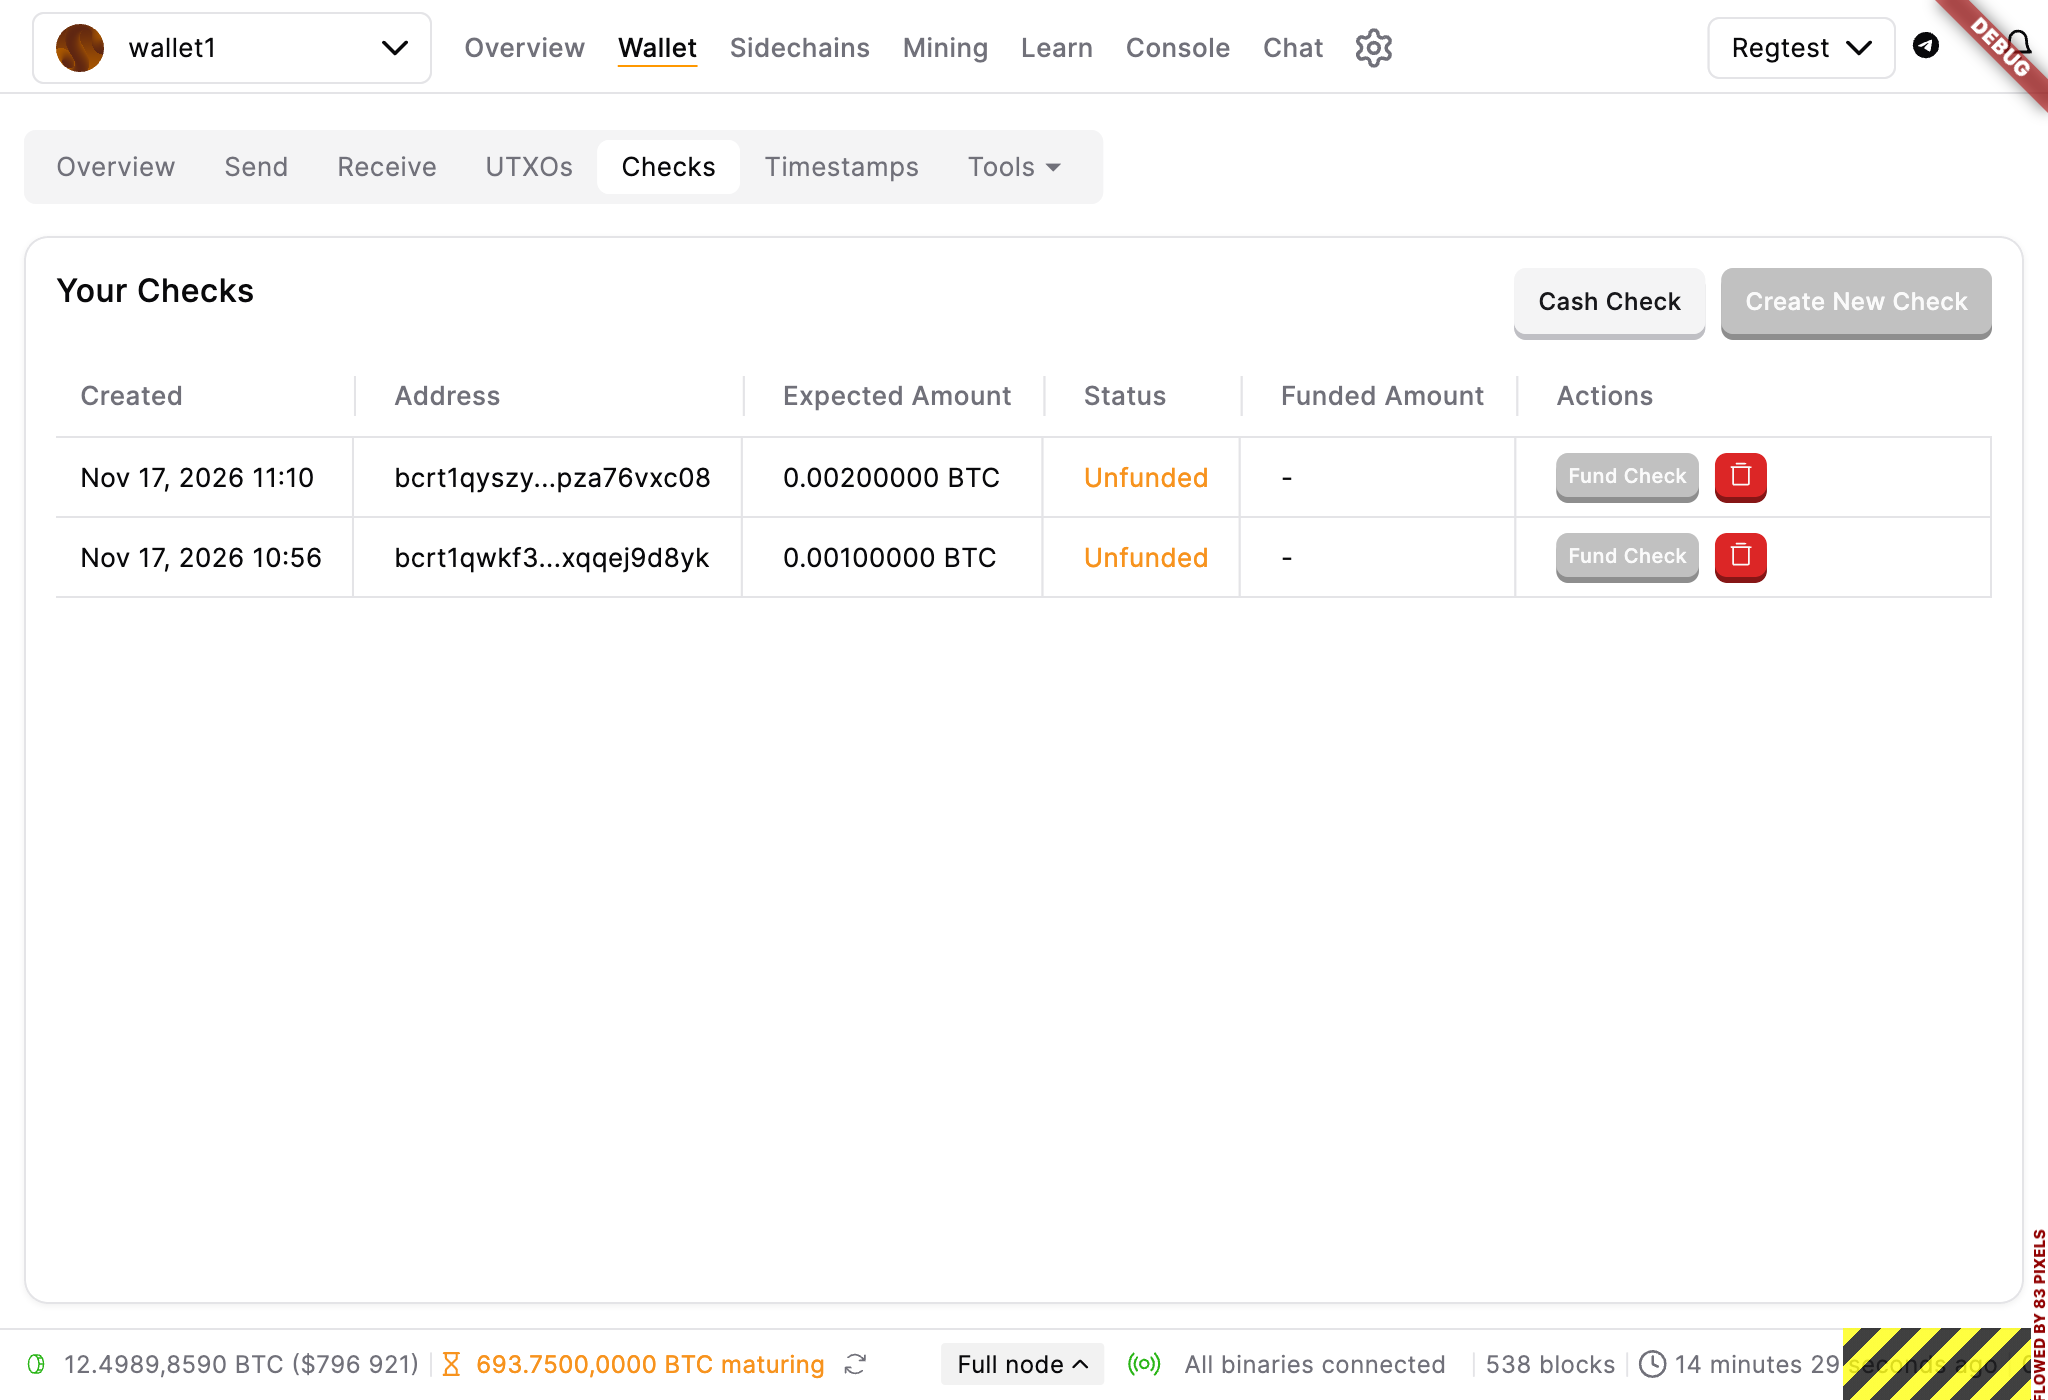 wallet1
Overview
Wallet
Sidechains
Mining
Learn
Console
Chat
Regtest
DEBUG
Overview
Send
Receive
UTXOs
Checks
Timestamps
Tools
Your Checks
Cash Check
Create New Check
Created
Address
Expected Amount
Status
Funded Amount
Actions
Nov 17, 2026 11:10
bcrt1qyszy...pza76vxc08
0.00200000 BTC
Unfunded
-
Fund Check
Nov 17, 2026 10:56
bcrt1qwkf3...xqqej9d8yk
0.00100000 BTC
Unfunded
-
Fund Check
12.4989,8590 BTC ($796 921)
693.7500,0000 BTC maturing
Full node
All binaries connected
538 blocks
14 minutes 29 seconds ago
FLOWED BY 83 PIXELS